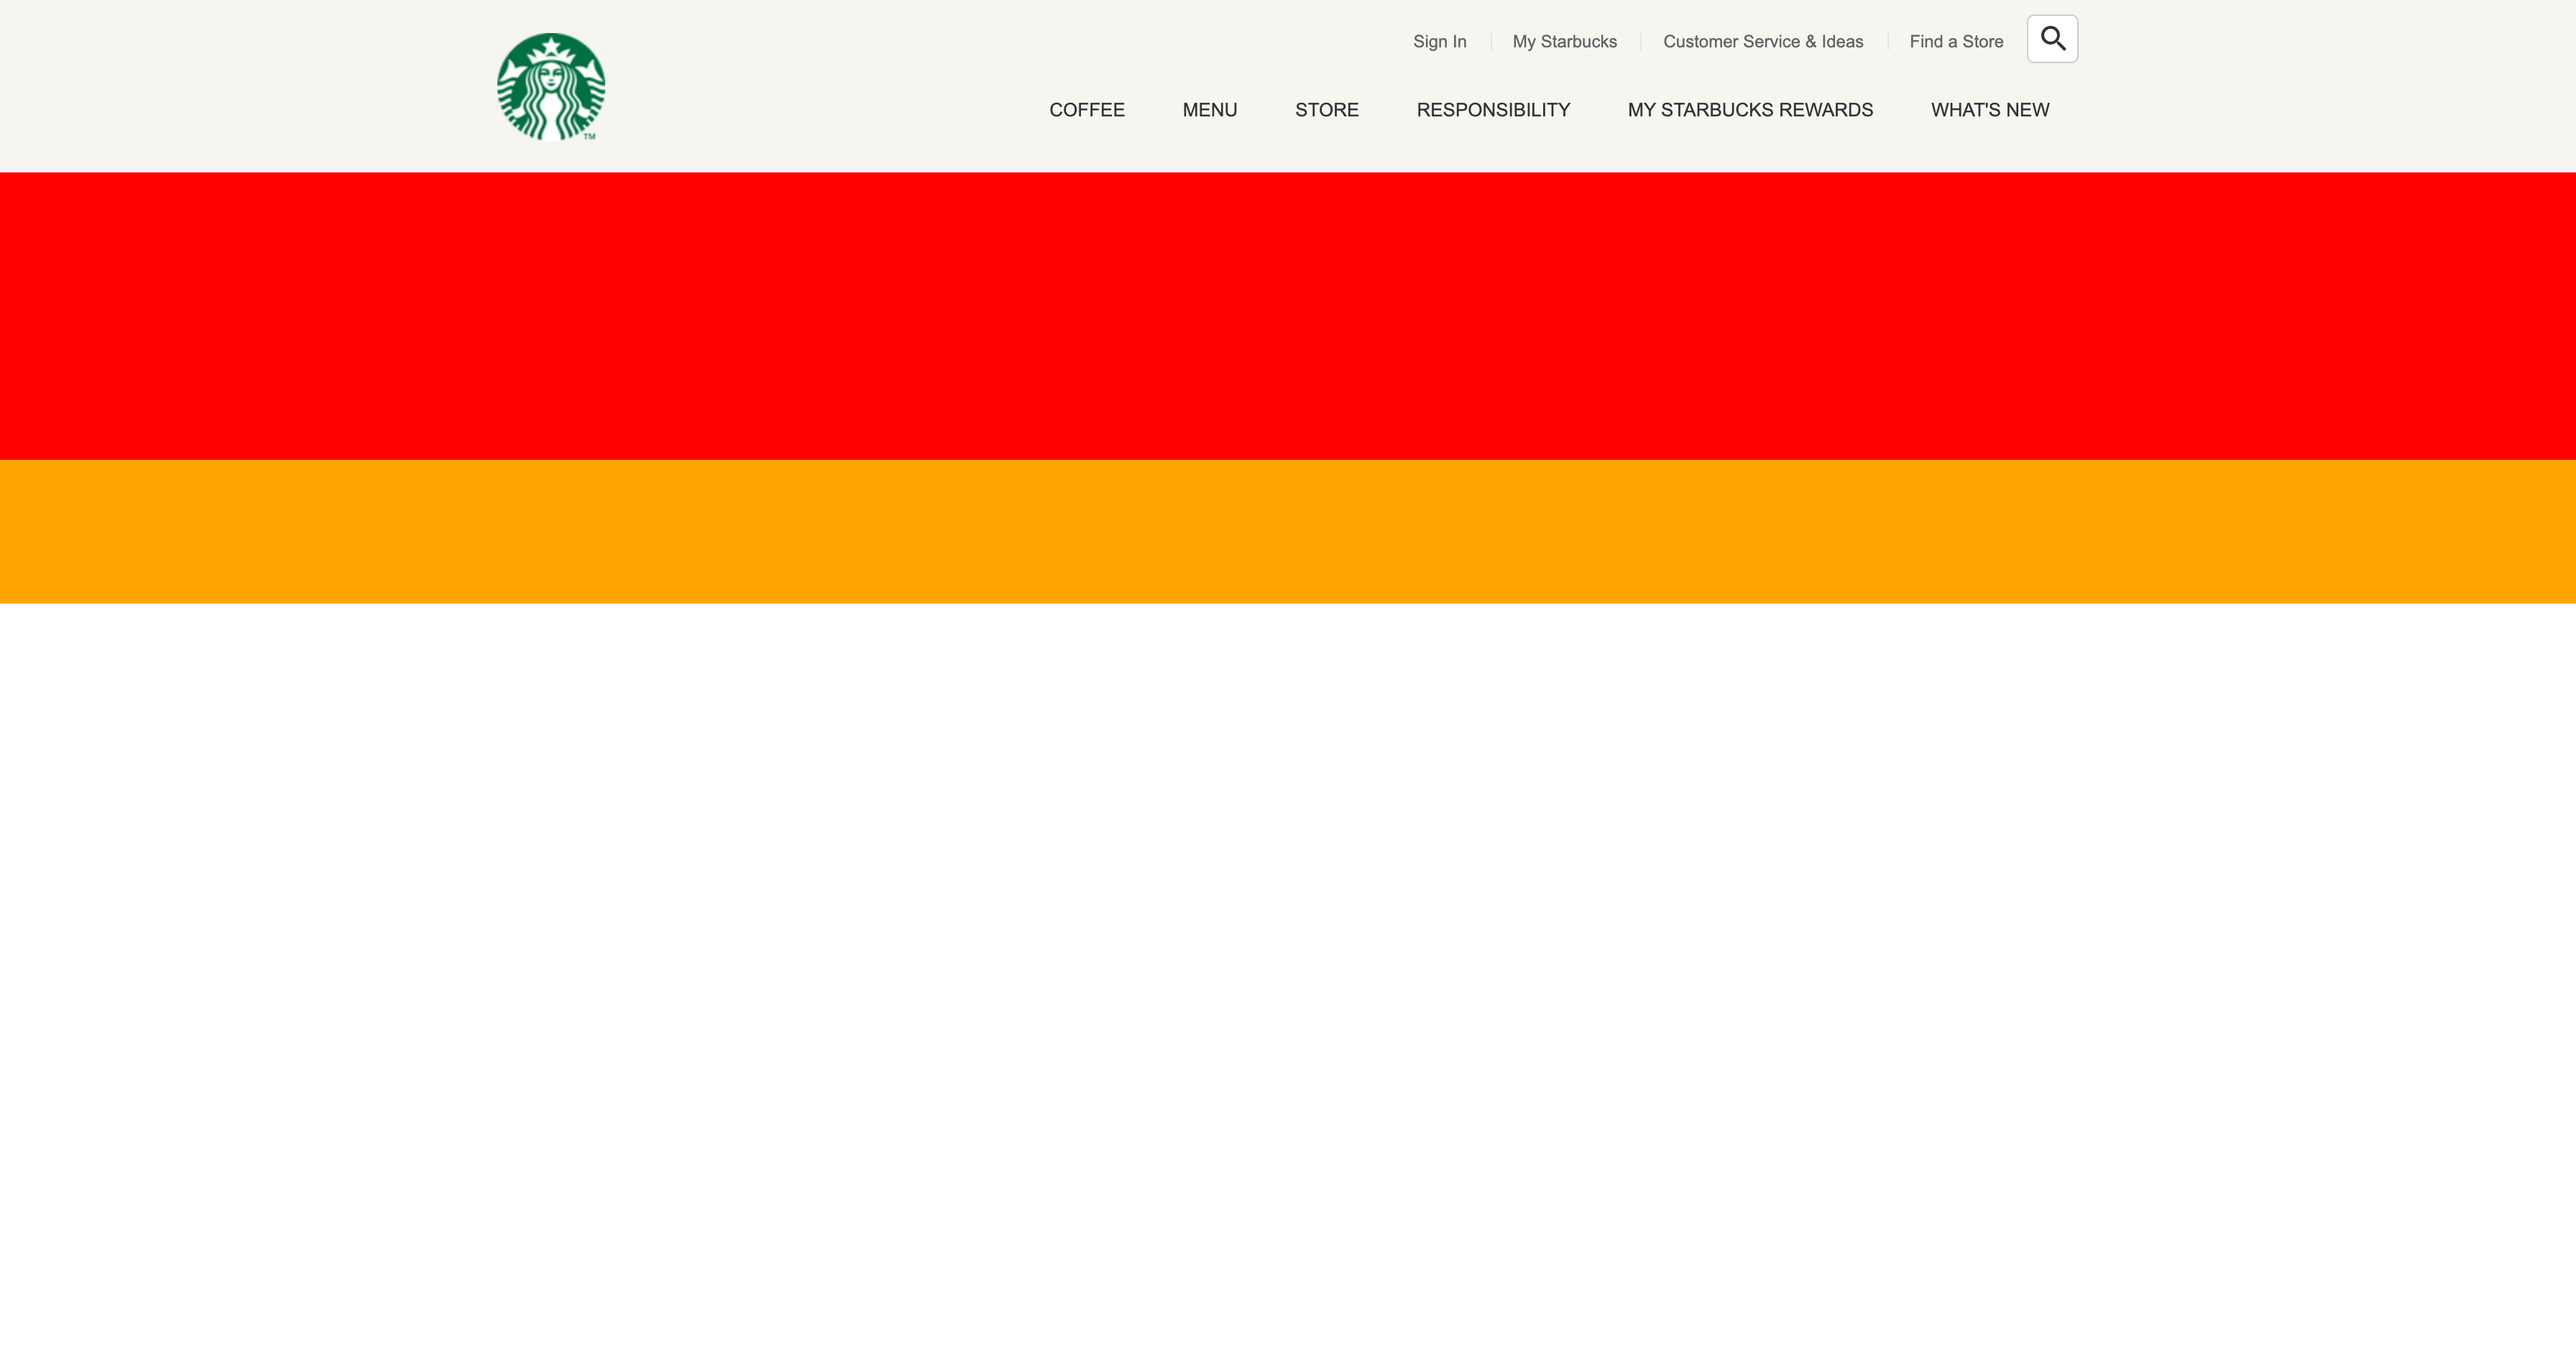 Sign In
My Starbucks
Customer Service & Ideas
Find a Store
TM
COFFEE
MENU
STORE
RESPONSIBILITY
MY STARBUCKS REWARDS
WHAT'S NEW